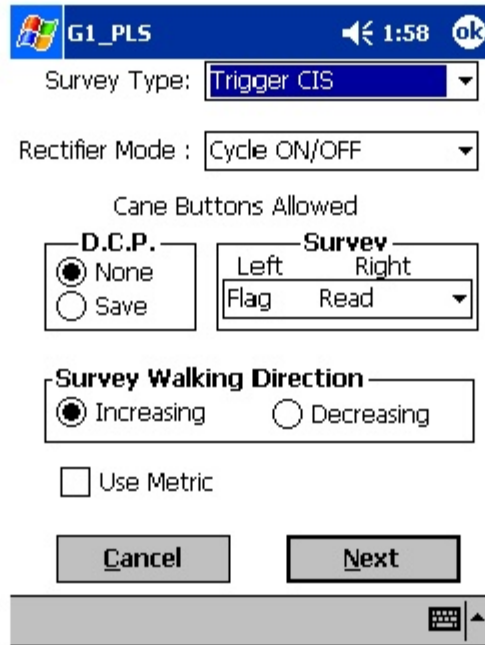 G1_PLS 1:58 ok
Survey Type: Trigger CIS
Rectifier Mode : Cycle ON/OFF
Cane Buttons Allowed
D.C.P. Survey
None Left Right
Save Flag Read
Survey Walking Direction
Increasing Decreasing
Use Metric
Cancel Next